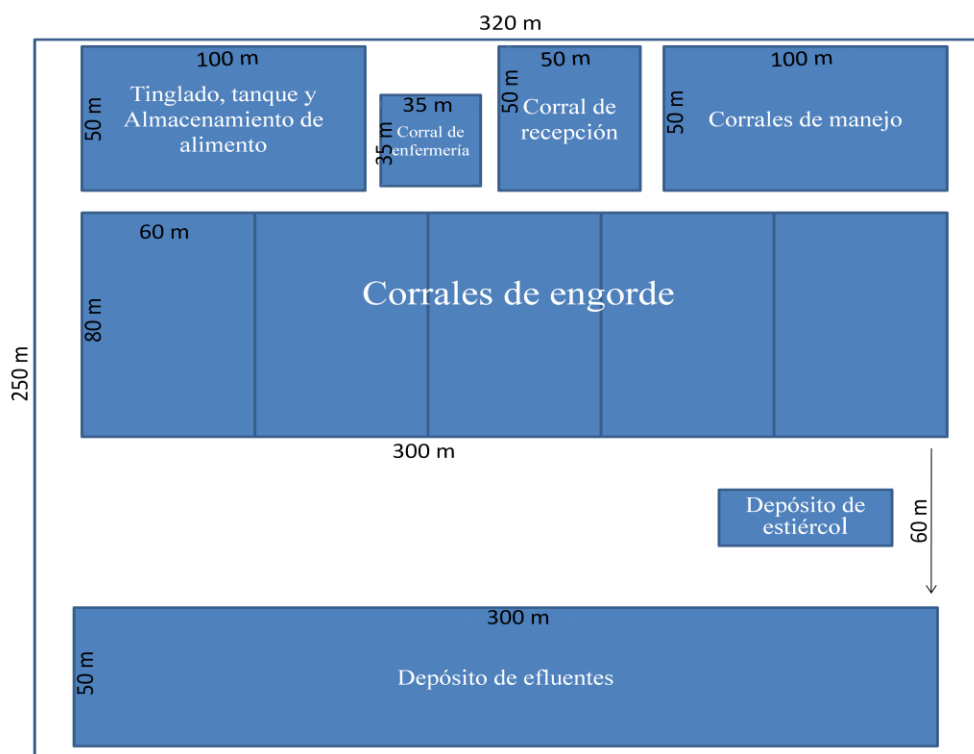 320 m
100 m
50 m
Tinglado, tanque y
Almacenamiento de
alimento
35 m
35 m
Corral de
enfermería
50 m
50 m
Corral de
recepción
100 m
50 m
Corrales de manejo
250 m
60 m
80 m
Corrales de engorde
300 m
Depósito de
estiércol
60 m
300 m
50 m
Depósito de efluentes